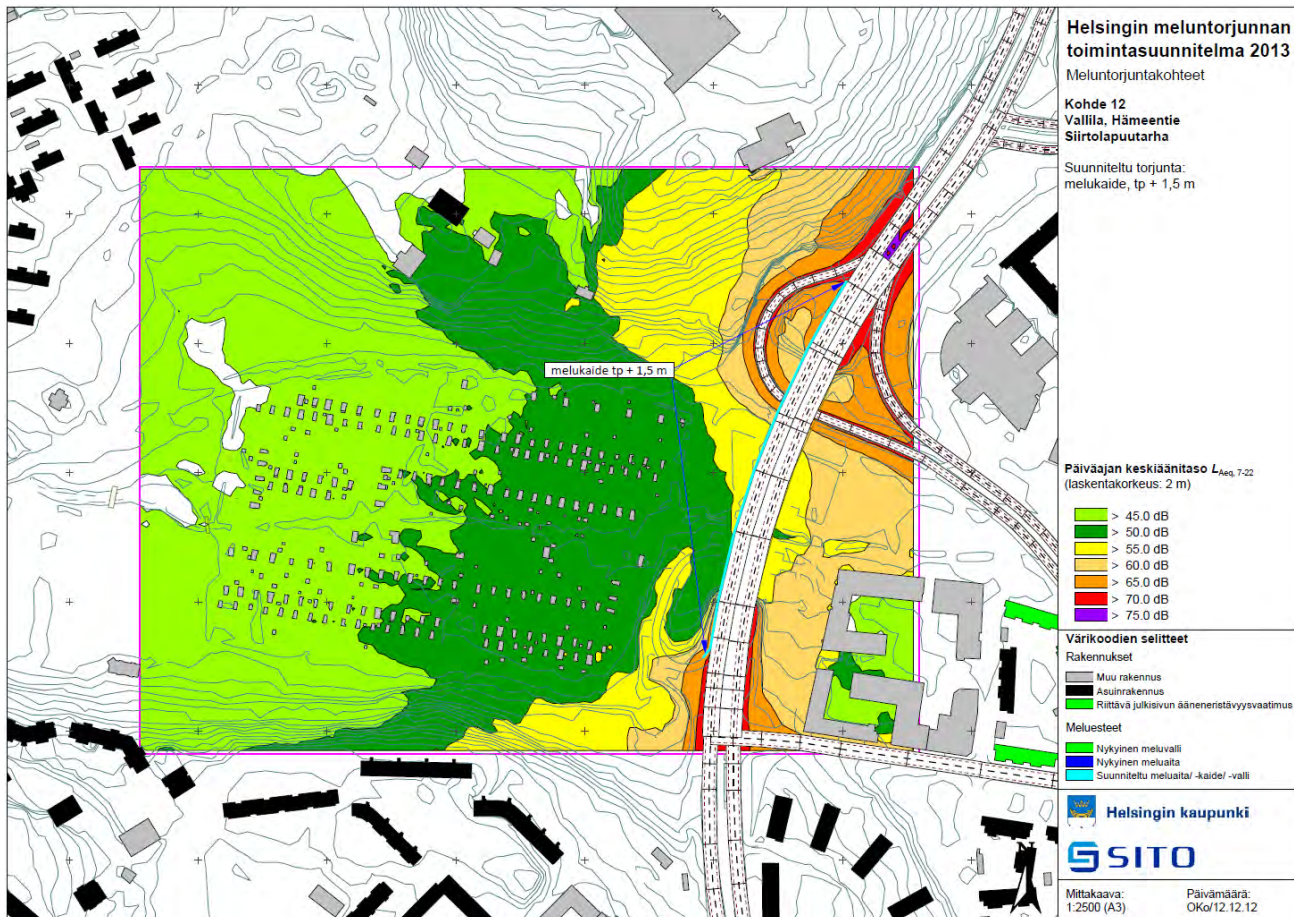 Helsingin meluntorjunnan
toimintasuunnitelma 2013
Meluntorjuntakohteet
Kohde 12
Vallila, Hämeentie
Siirtolapuutarha
Suunniteltu torjunta:
melukaide, tp + 1,5 m
melukaide tp + 1,5 m
Päiväajan keskiäänitaso LAeq, 7-22
(laskentakorkeus: 2 m)
> 45.0 dB
> 50.0 dB
> 55.0 dB
> 60.0 dB
> 65.0 dB
> 70.0 dB
> 75.0 dB
Värikoodien selitteet
Rakennukset
Muu rakennus
Asuinrakennus
Riittävä julkisivun ääneneristävyysvaatimus
Meluesteet
Nykyinen meluvalli
Nykyinen meluaita
Suunniteltu meluaita/ -kaide/ -valli
Helsingin kaupunki
SITO
N
Mittakaava: Päivämäärä:
1:2500 (A3) OKo/12.12.12